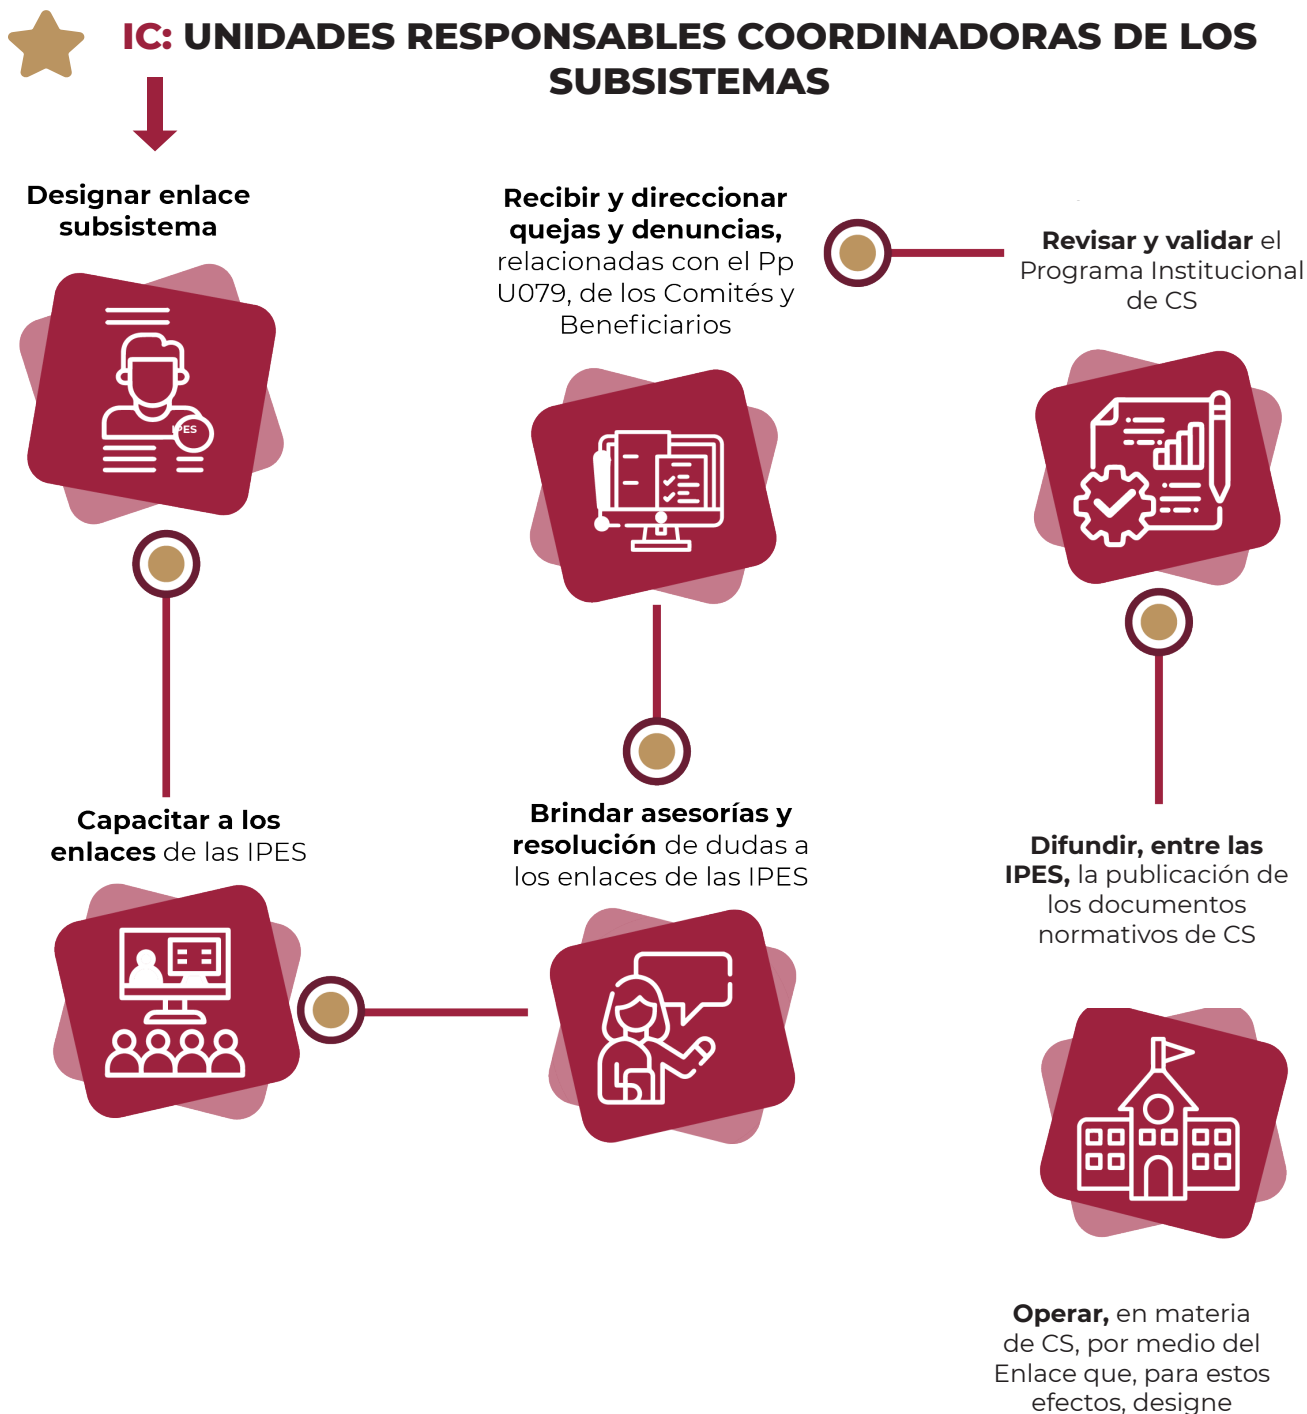 IC: UNIDADES RESPONSABLES COORDINADORAS DE LOS
SUBSISTEMAS
Designar enlace
subsistema
IPES
Capacitar a los
enlaces de las IPES
Recibir y direccionar
quejas y denuncias,
relacionadas con el Pp
U079, de los Comités y
Beneficiarios
Brindar asesorías y
resolución de dudas a
los enlaces de las IPES
Revisar y validar el
Programa Institucional
de CS
Difundir, entre las
IPES, la publicación de
los documentos
normativos de CS
Operar, en materia
de CS, por medio del
Enlace que, para estos
efectos, designe